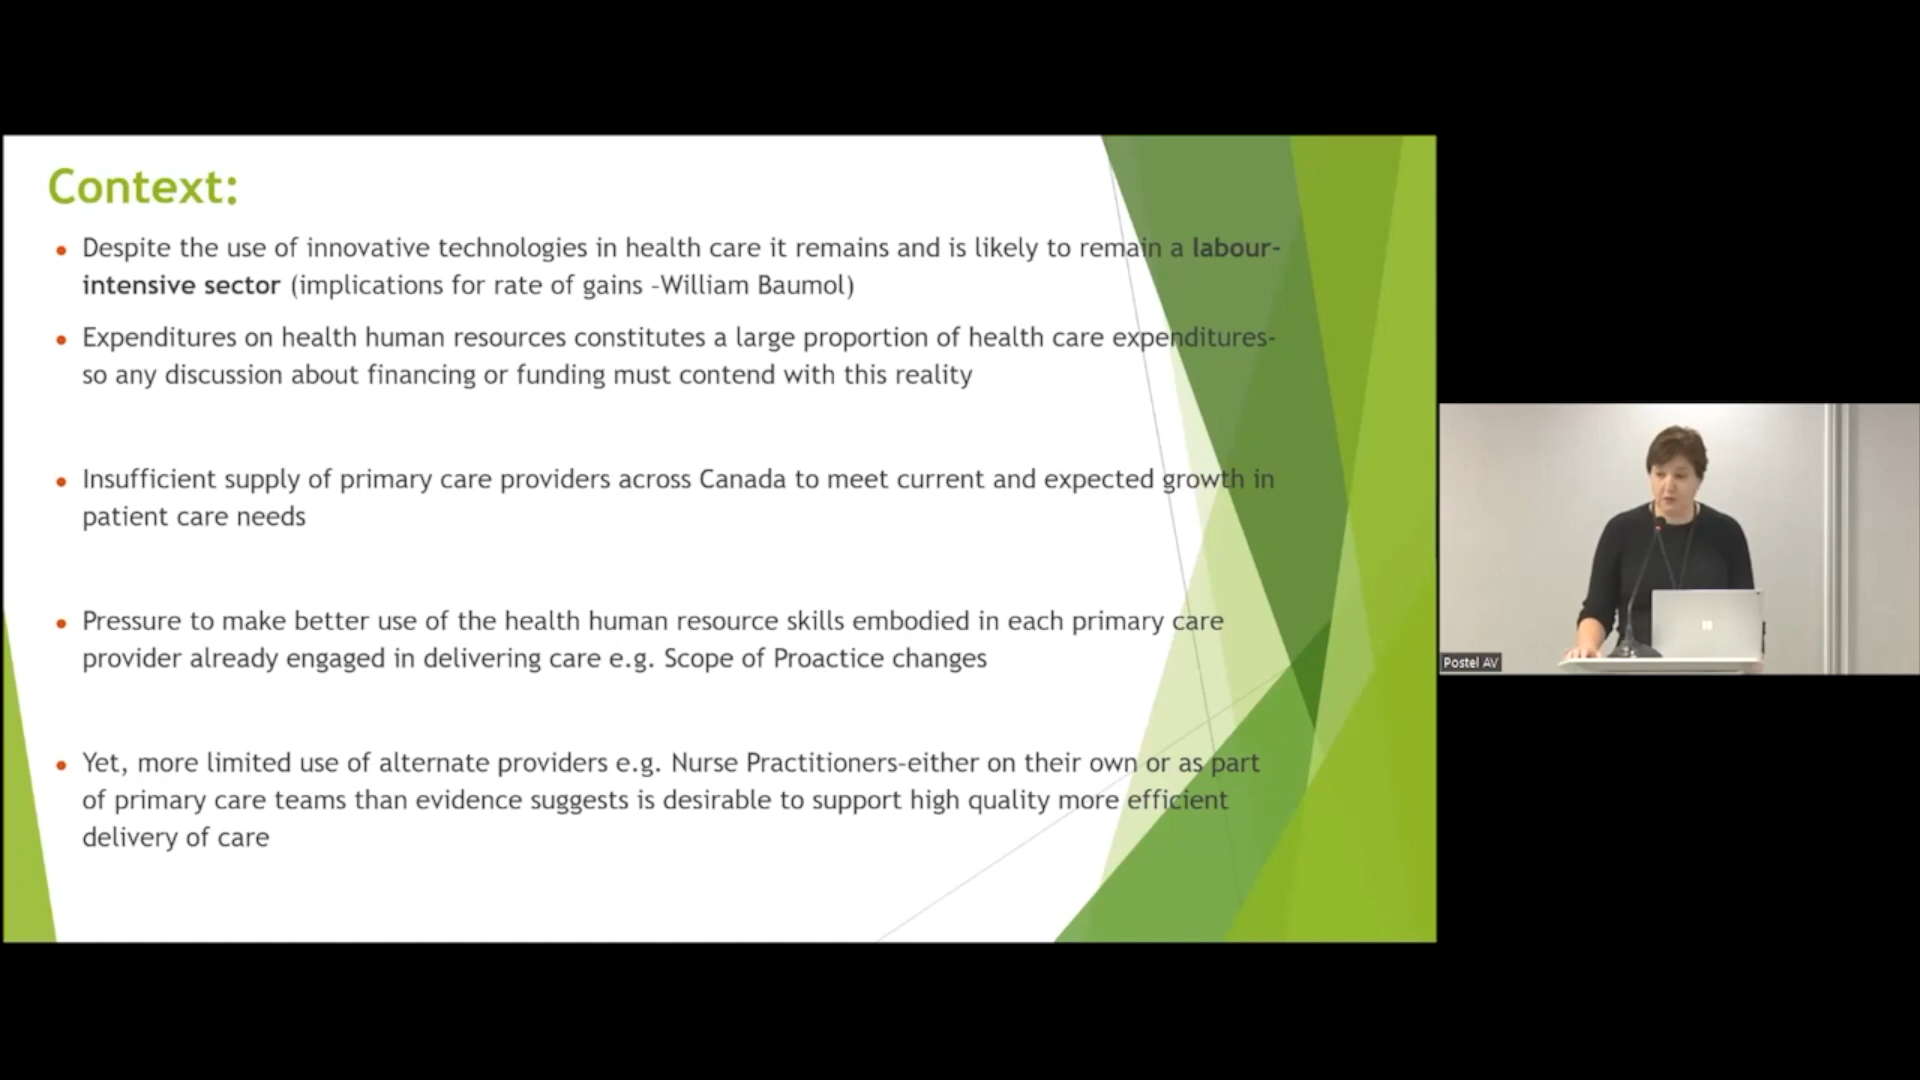 Context:
Despite the use of innovative technologies in health care it remains and is likely to remain a labour-
intensive sector (implications for rate of gains –William Baumol)
Expenditures on health human resources constitutes a large proportion of health care expenditures-
so any discussion about financing or funding must contend with this reality
Insufficient supply of primary care providers across Canada to meet current and expected growth in
patient care needs
Pressure to make better use of the health human resource skills embodied in each primary care
provider already engaged in delivering care e.g. Scope of Proactice changes
Yet, more limited use of alternate providers e.g. Nurse Practitioners–either on their own or as part
of primary care teams than evidence suggests is desirable to support high quality more efficient
delivery of care
Postel AV